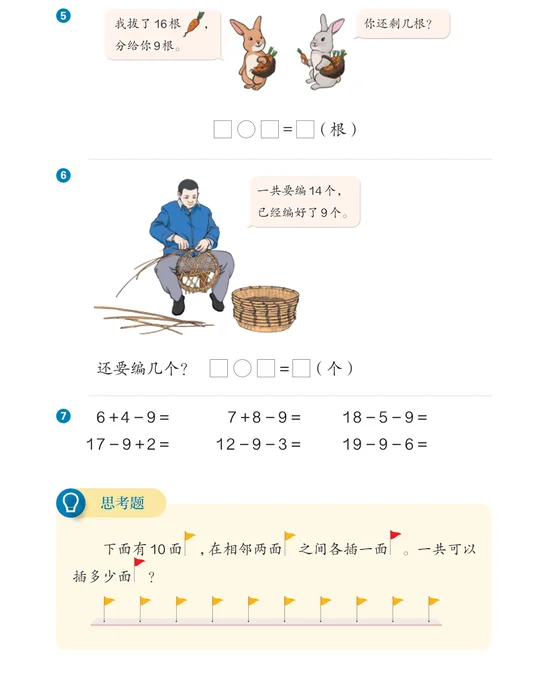 5
我拔了16根 ，
分给你9根。
你还剩几根？
□○□=□(根)
6
一共要编14个，
已经编好了9个。
还要编几个？ □○□=□(个)
7 6+4-9= 7+8-9= 18-5-9=
17-9+2= 12-9-3= 19-9-6=
思考题
下面有10面 ，在相邻两面 之间各插一面 。一共可以
插多少面 ？